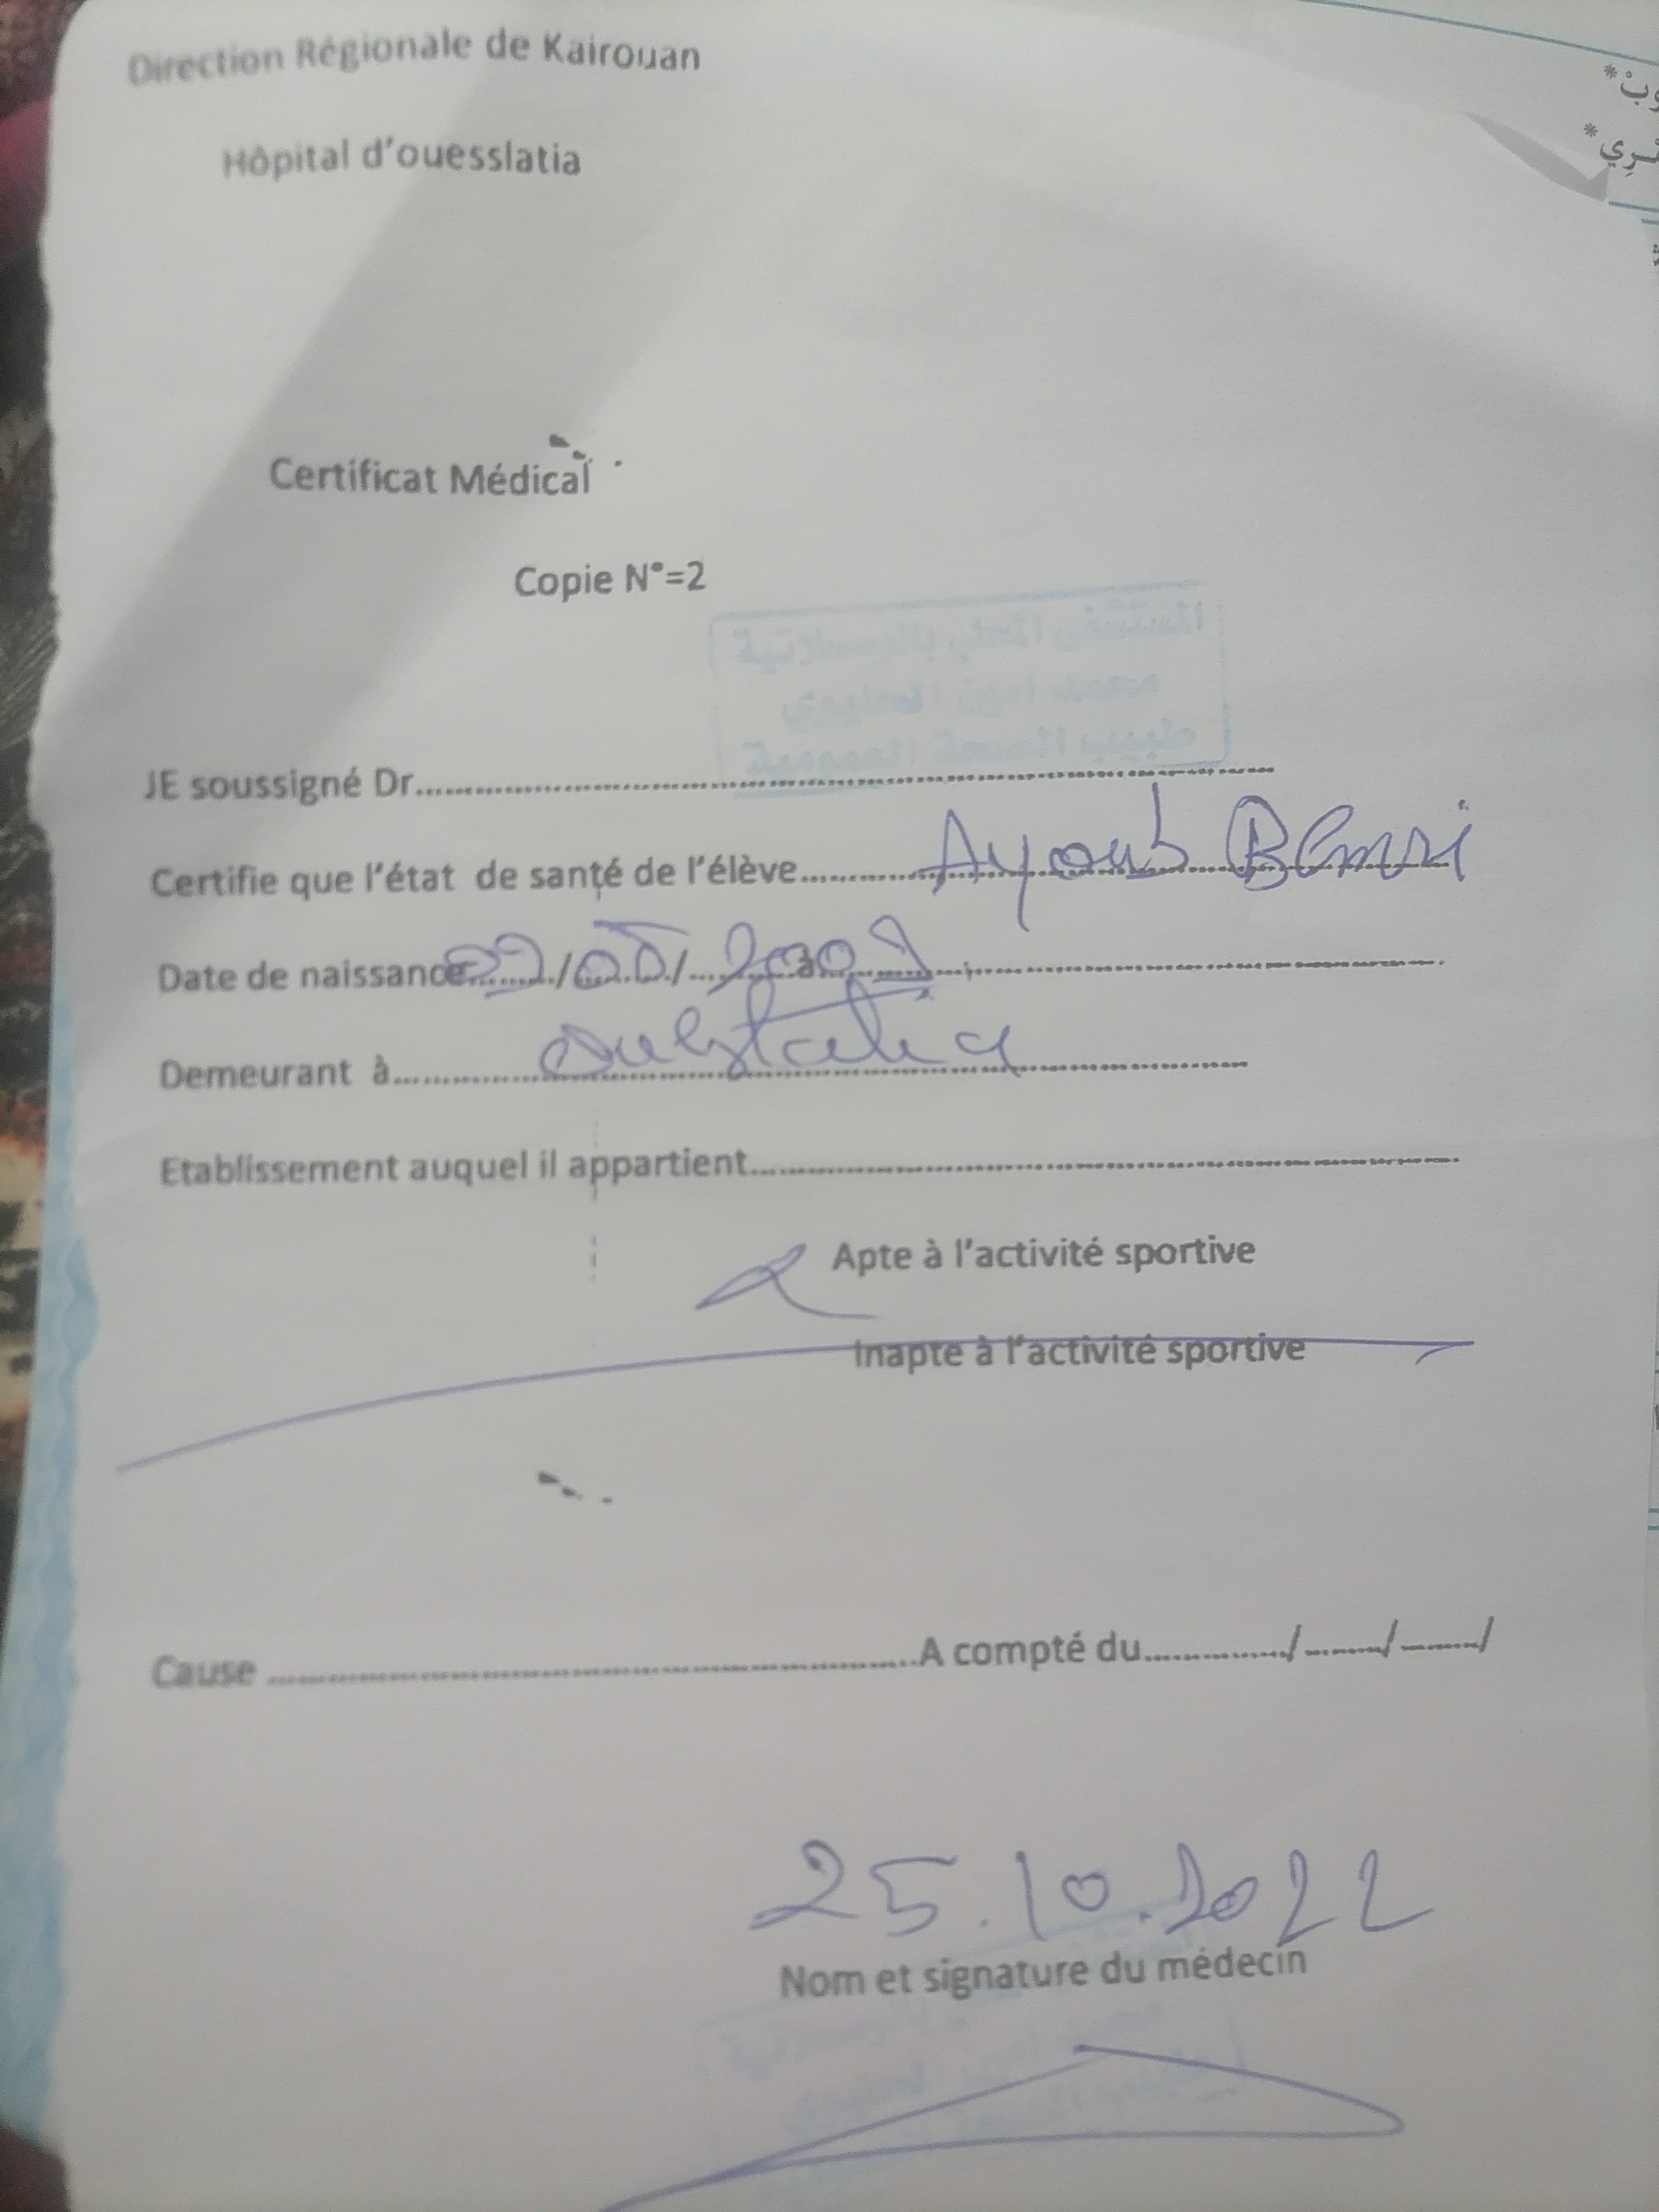 Direction Régionale de Kairouan
Hôpital d'ouesslatia
Certificat Médical
Copie N°=2
JE soussigné Dr........................................
Certifie que l'état de santé de l'élève............ Ayoub
Date de naissance......../......../ 200
Demeurant à........................................
Etablissement auquel il appartient........................................
Apte à l'activité sportive
Inapte à l'activité sportive
Cause ........................................A compté du............/......../......../
25.10.2022
Nom et signature du médecin